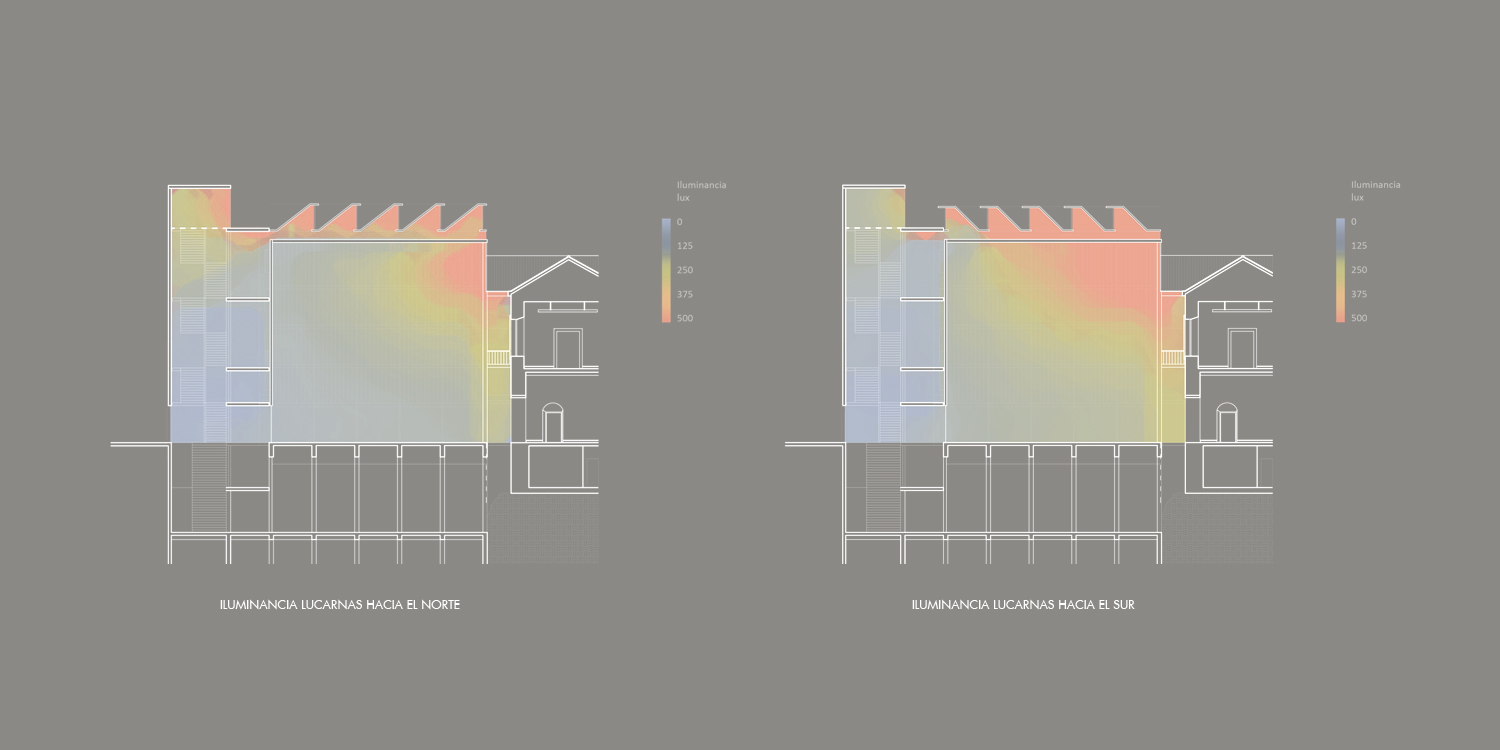 Iluminancia
lux
0
125
250
375
500
Iluminancia
lux
0
125
250
375
500
ILUMINANCIA LUCARNAS HACIA EL NORTE
ILUMINANCIA LUCARNAS HACIA EL SUR